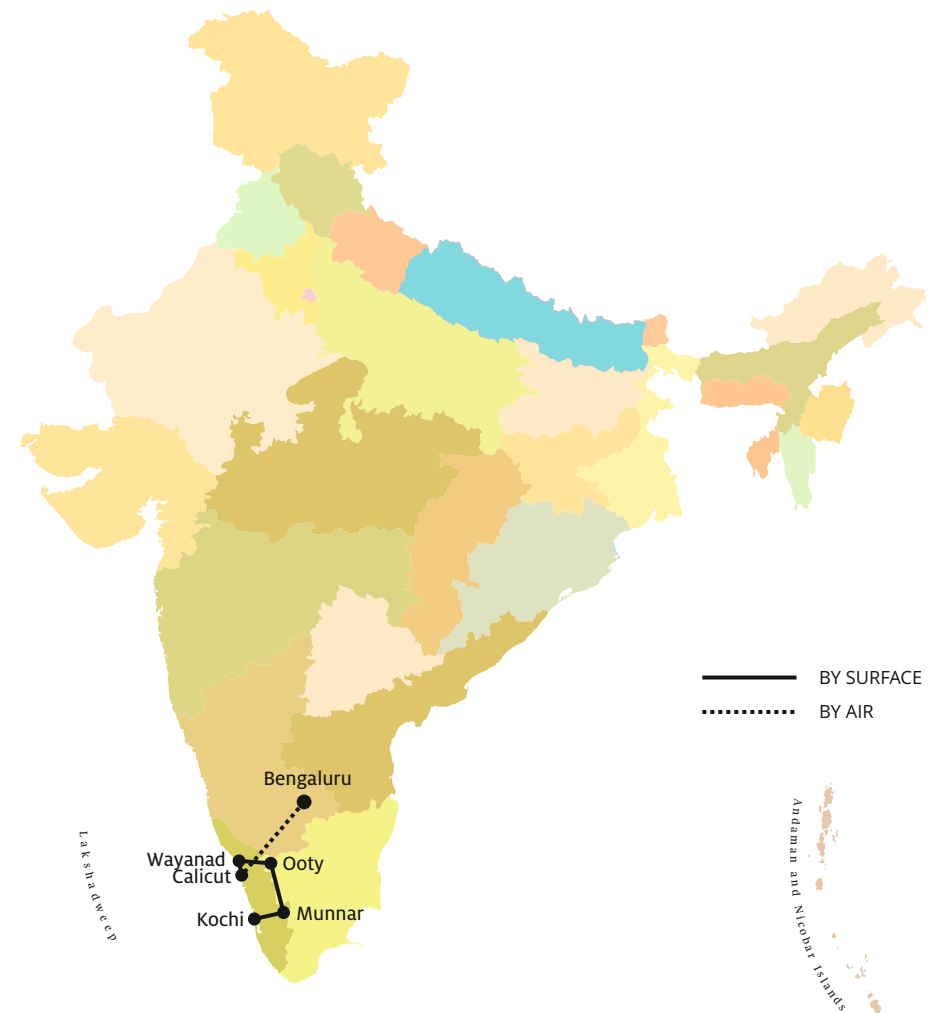 BY SURFACE
BY AIR
Bengaluru
Wayanad
Ooty
Calicut
Kochi
Munnar
Lakshadweep
Andaman and Nicobar Islands